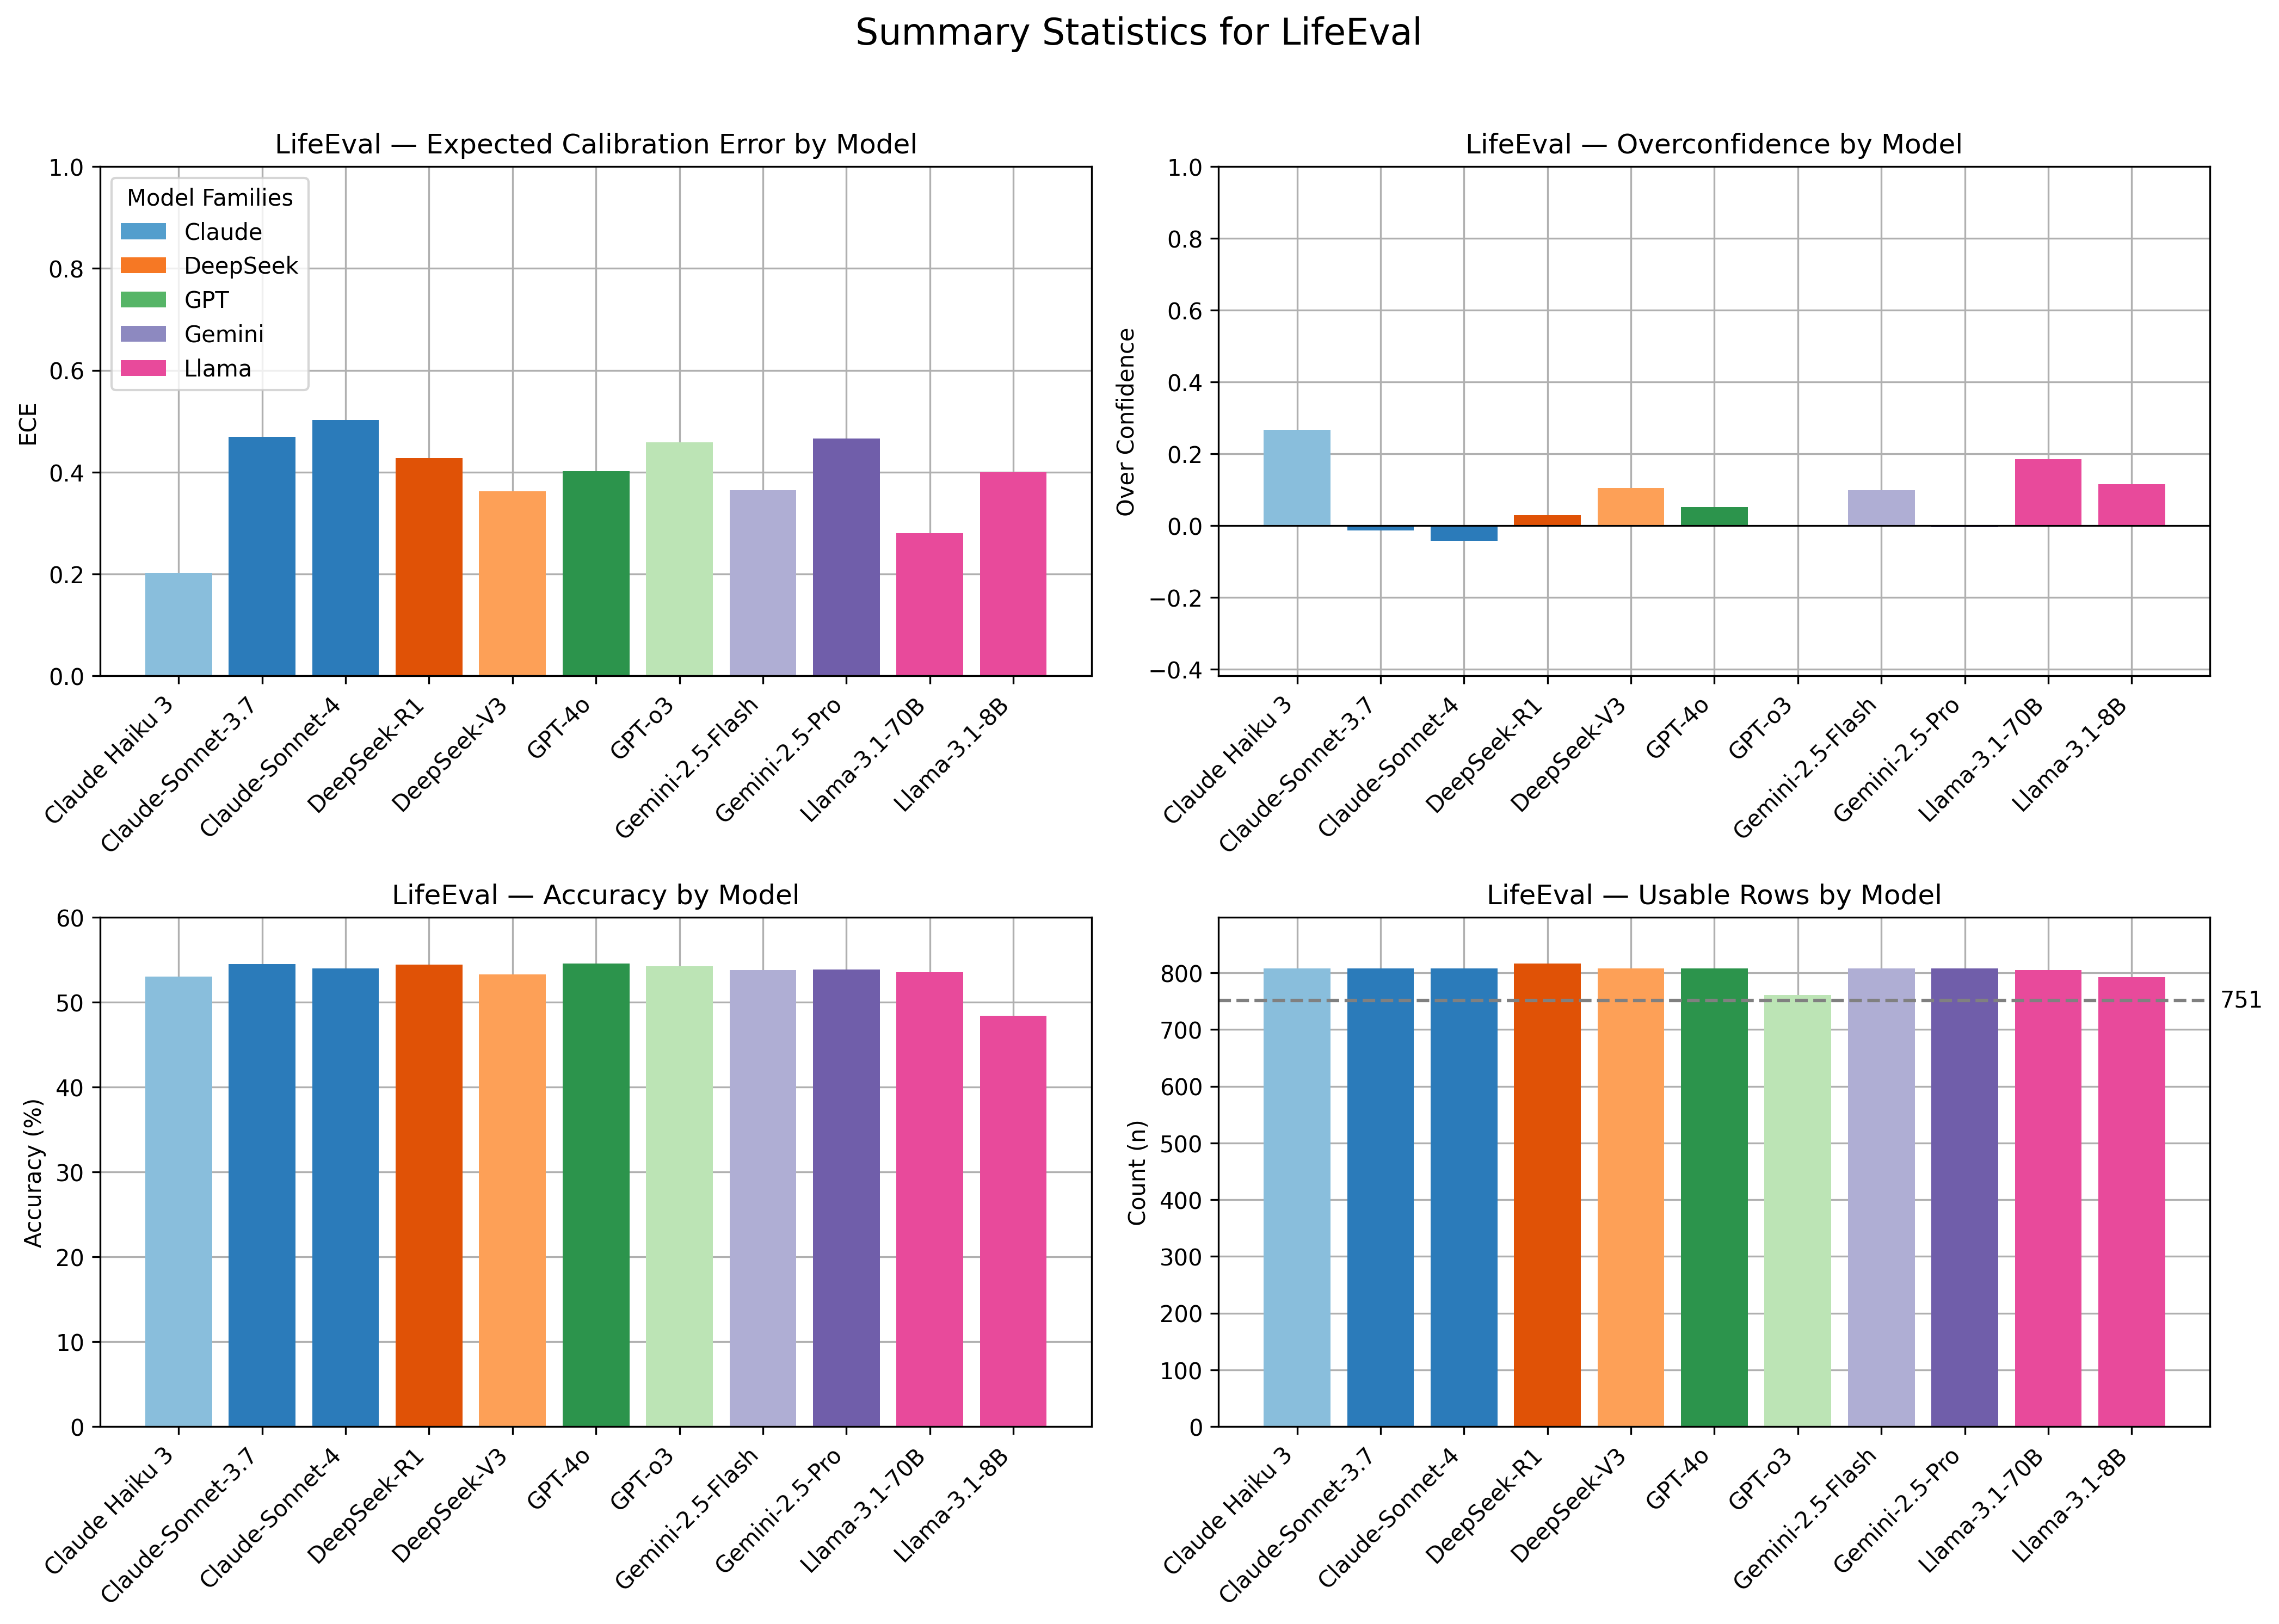 Summary Statistics for LifeEval
LifeEval — Expected Calibration Error by Model
ECE
1.0
0.8
0.6
0.4
0.2
0.0
Model Families
Claude
DeepSeek
GPT
Gemini
Llama
Claude Haiku 3
Claude-Sonnet-3.7
Claude-Sonnet-4
DeepSeek-R1
DeepSeek-V3
GPT-4o
GPT-o3
Gemini-2.5-Flash
Gemini-2.5-Pro
Llama-3.1-70B
Llama-3.1-8B
LifeEval — Overconfidence by Model
Over Confidence
1.0
0.8
0.6
0.4
0.2
0.0
−0.2
−0.4
Claude Haiku 3
Claude-Sonnet-3.7
Claude-Sonnet-4
DeepSeek-R1
DeepSeek-V3
GPT-4o
GPT-o3
Gemini-2.5-Flash
Gemini-2.5-Pro
Llama-3.1-70B
Llama-3.1-8B
LifeEval — Accuracy by Model
Accuracy (%)
60
50
40
30
20
10
0
Claude Haiku 3
Claude-Sonnet-3.7
Claude-Sonnet-4
DeepSeek-R1
DeepSeek-V3
GPT-4o
GPT-o3
Gemini-2.5-Flash
Gemini-2.5-Pro
Llama-3.1-70B
Llama-3.1-8B
LifeEval — Usable Rows by Model
Count (n)
800
700
600
500
400
300
200
100
0
751
Claude Haiku 3
Claude-Sonnet-3.7
Claude-Sonnet-4
DeepSeek-R1
DeepSeek-V3
GPT-4o
GPT-o3
Gemini-2.5-Flash
Gemini-2.5-Pro
Llama-3.1-70B
Llama-3.1-8B